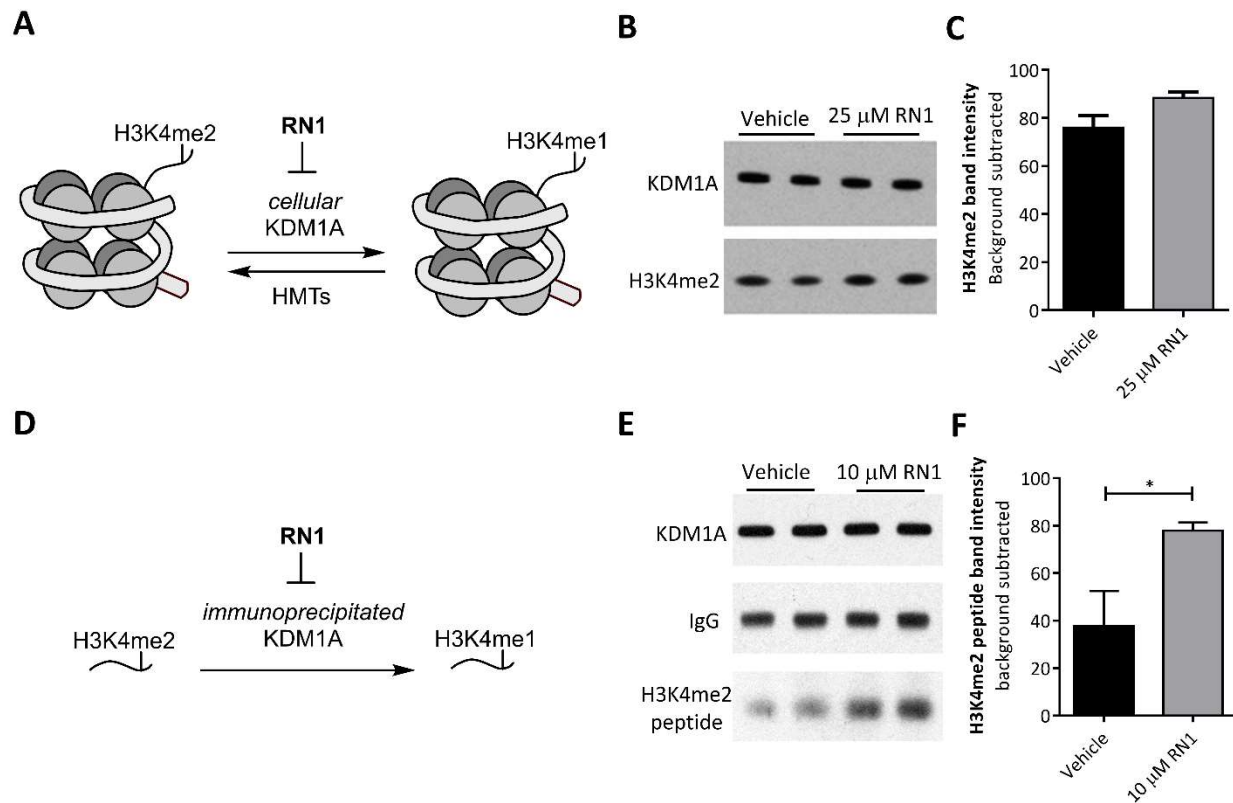 A
H3K4me2
RN1
cellular
KDM1A
HMTs
H3K4me1
B
Vehicle
25 μM RN1
KDM1A
H3K4me2
C
H3K4me2 band intensity
Background subtracted
100
80
60
40
20
0
Vehicle
25 μM RN1
D
RN1
immunoprecipitated
KDM1A
H3K4me2
H3K4me1
E
Vehicle
10 μM RN1
KDM1A
IgG
H3K4me2
peptide
F
H3K4me2 peptide band intensity
background subtracted
100
80
60
40
20
0
*
Vehicle
10 μM RN1